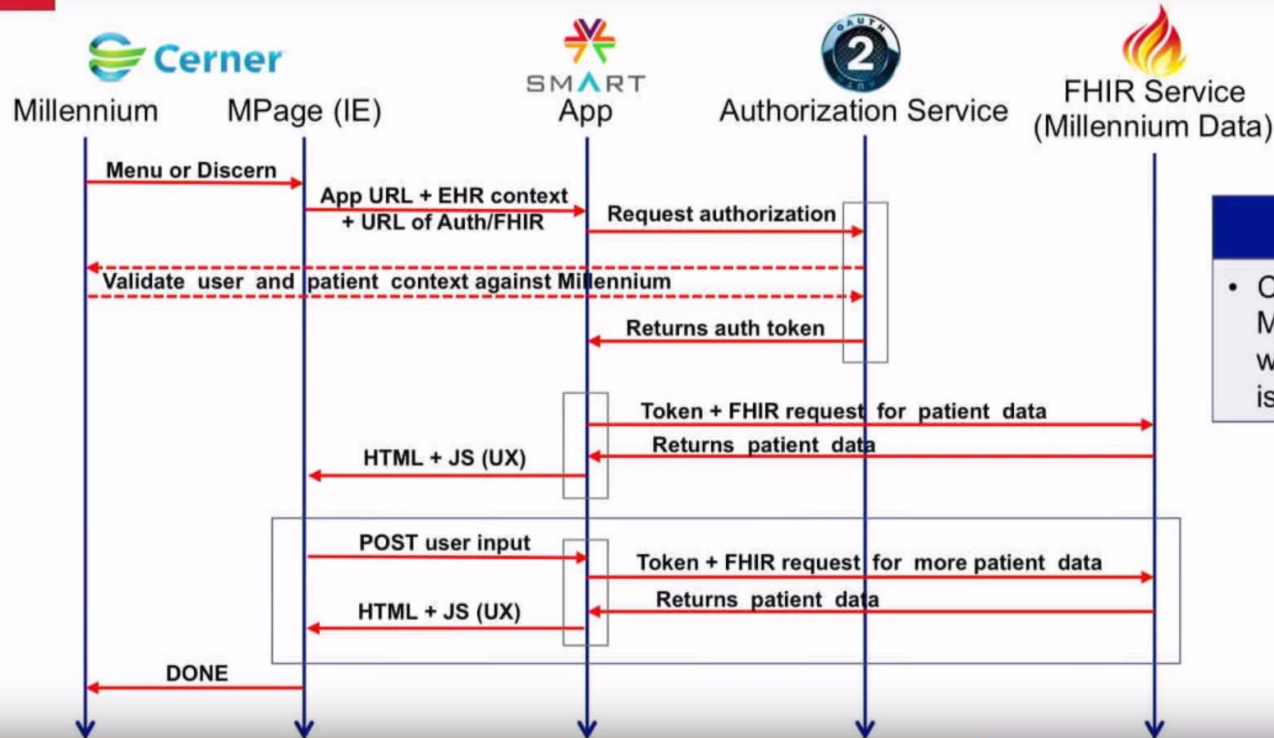 Cerner
SMART
OAUTH
2
Millennium
MPage (IE)
App
Authorization Service
FHIR Service
(Millennium Data)
Menu or Discern
App URL + EHR context
+ URL of Auth/FHIR
Request authorization
Validate user and patient context against Millennium
Returns auth token
Token + FHIR request for patient data
Returns patient data
HTML + JS (UX)
POST user input
Token + FHIR request for more patient data
Returns patient data
HTML + JS (UX)
DONE